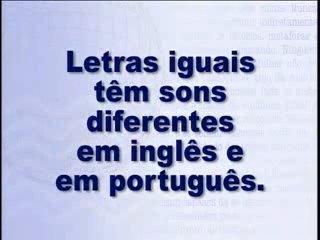 Letras iguais
têm sons
diferentes
em inglês e
em português.